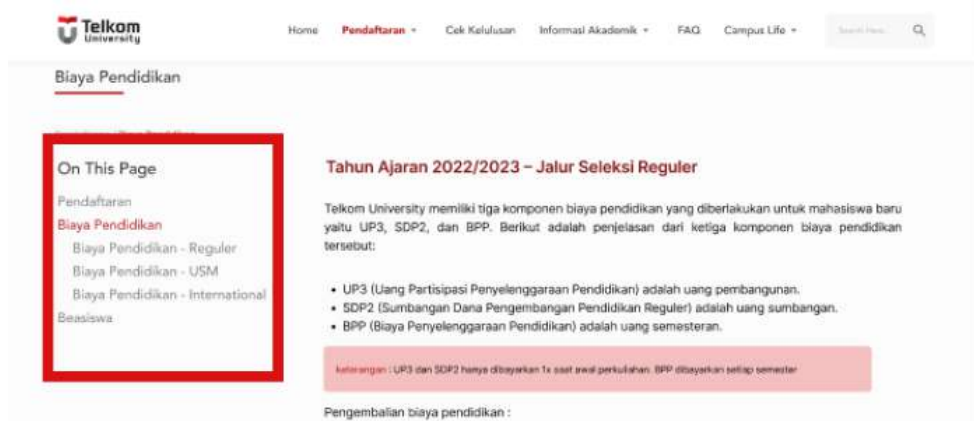 Telkom
University
Home Pendaftaran Cek Kelulusan Informasi Akademik FAQ Campus Life Search Here..
Biaya Pendidikan
On This Page
Pendaftaran
Biaya Pendidikan
Biaya Pendidikan - Reguler
Biaya Pendidikan - USM
Biaya Pendidikan - International
Beasiswa
Tahun Ajaran 2022/2023 – Jalur Seleksi Reguler
Telkom University memiliki tiga komponen biaya pendidikan yang diberlakukan untuk mahasiswa baru
yaitu UP3, SDP2, dan BPP. Berikut adalah penjelasan dari ketiga komponen biaya pendidikan
tersebut:
• UP3 (Uang Partisipasi Penyelenggaraan Pendidikan) adalah uang pembangunan.
• SDP2 (Sumbangan Dana Pengembangan Pendidikan Reguler) adalah uang sumbangan.
• BPP (Biaya Penyelenggaraan Pendidikan) adalah uang semesteran.
keterangan : UP3 dan SDP2 hanya dibayarkan 1x saat awal perkuliahan. BPP dibayarkan setiap semester
Pengembalian biaya pendidikan :